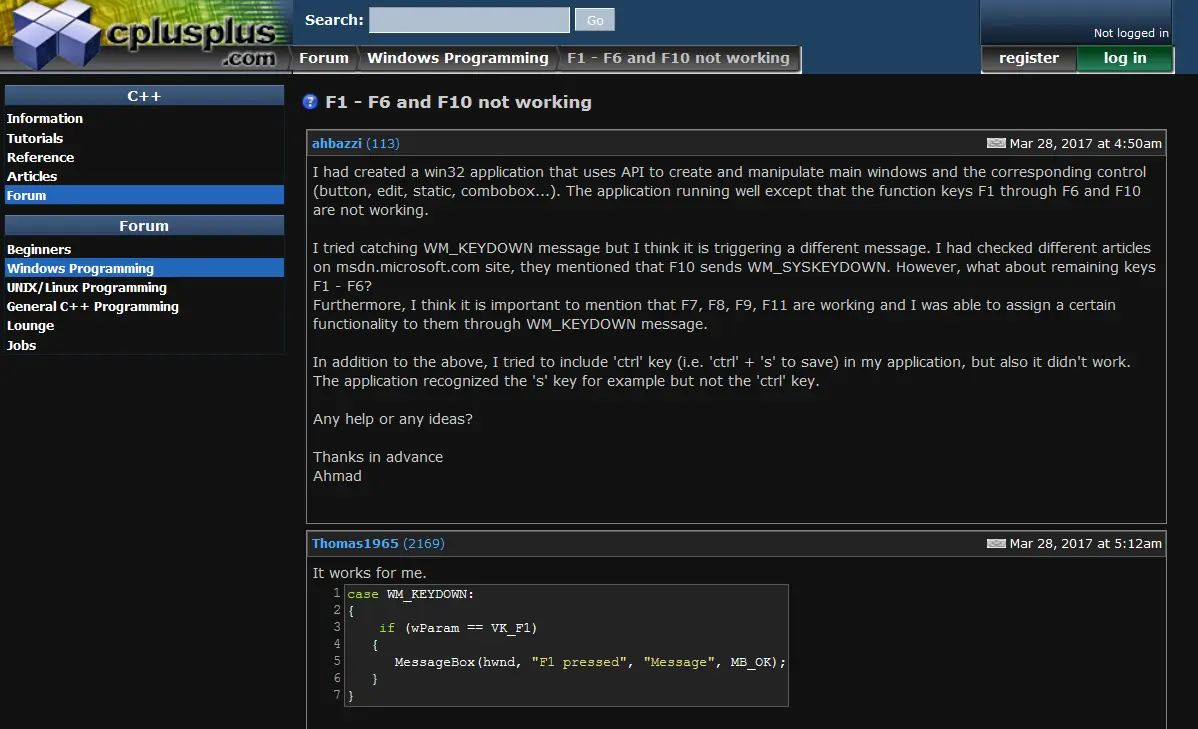 cplusplus
.com
Search:
Go
Not logged in
Forum
Windows Programming
F1 - F6 and F10 not working
register
log in
C++
Information
Tutorials
Reference
Articles
Forum
Forum
Beginners
Windows Programming
UNIX/Linux Programming
General C++ Programming
Lounge
Jobs
F1 - F6 and F10 not working
ahbazzi (113)
Mar 28, 2017 at 4:50am
I had created a win32 application that uses API to create and manipulate main windows and the corresponding control
(button, edit, static, combobox...). The application running well except that the function keys F1 through F6 and F10
are not working.
I tried catching WM_KEYDOWN message but I think it is triggering a different message. I had checked different articles
on msdn.microsoft.com site, they mentioned that F10 sends WM_SYSKEYDOWN. However, what about remaining keys
F1 - F6?
Furthermore, I think it is important to mention that F7, F8, F9, F11 are working and I was able to assign a certain
functionality to them through WM_KEYDOWN message.
In addition to the above, I tried to include 'ctrl' key (i.e. 'ctrl' + 's' to save) in my application, but also it didn't work.
The application recognized the 's' key for example but not the 'ctrl' key.
Any help or any ideas?
Thanks in advance
Ahmad
Thomas1965 (2169)
Mar 28, 2017 at 5:12am
It works for me.
1 case WM_KEYDOWN:
2 {
3 if (wParam == VK_F1)
4 {
5 MessageBox(hwnd, "F1 pressed", "Message", MB_OK);
6 }
7 }